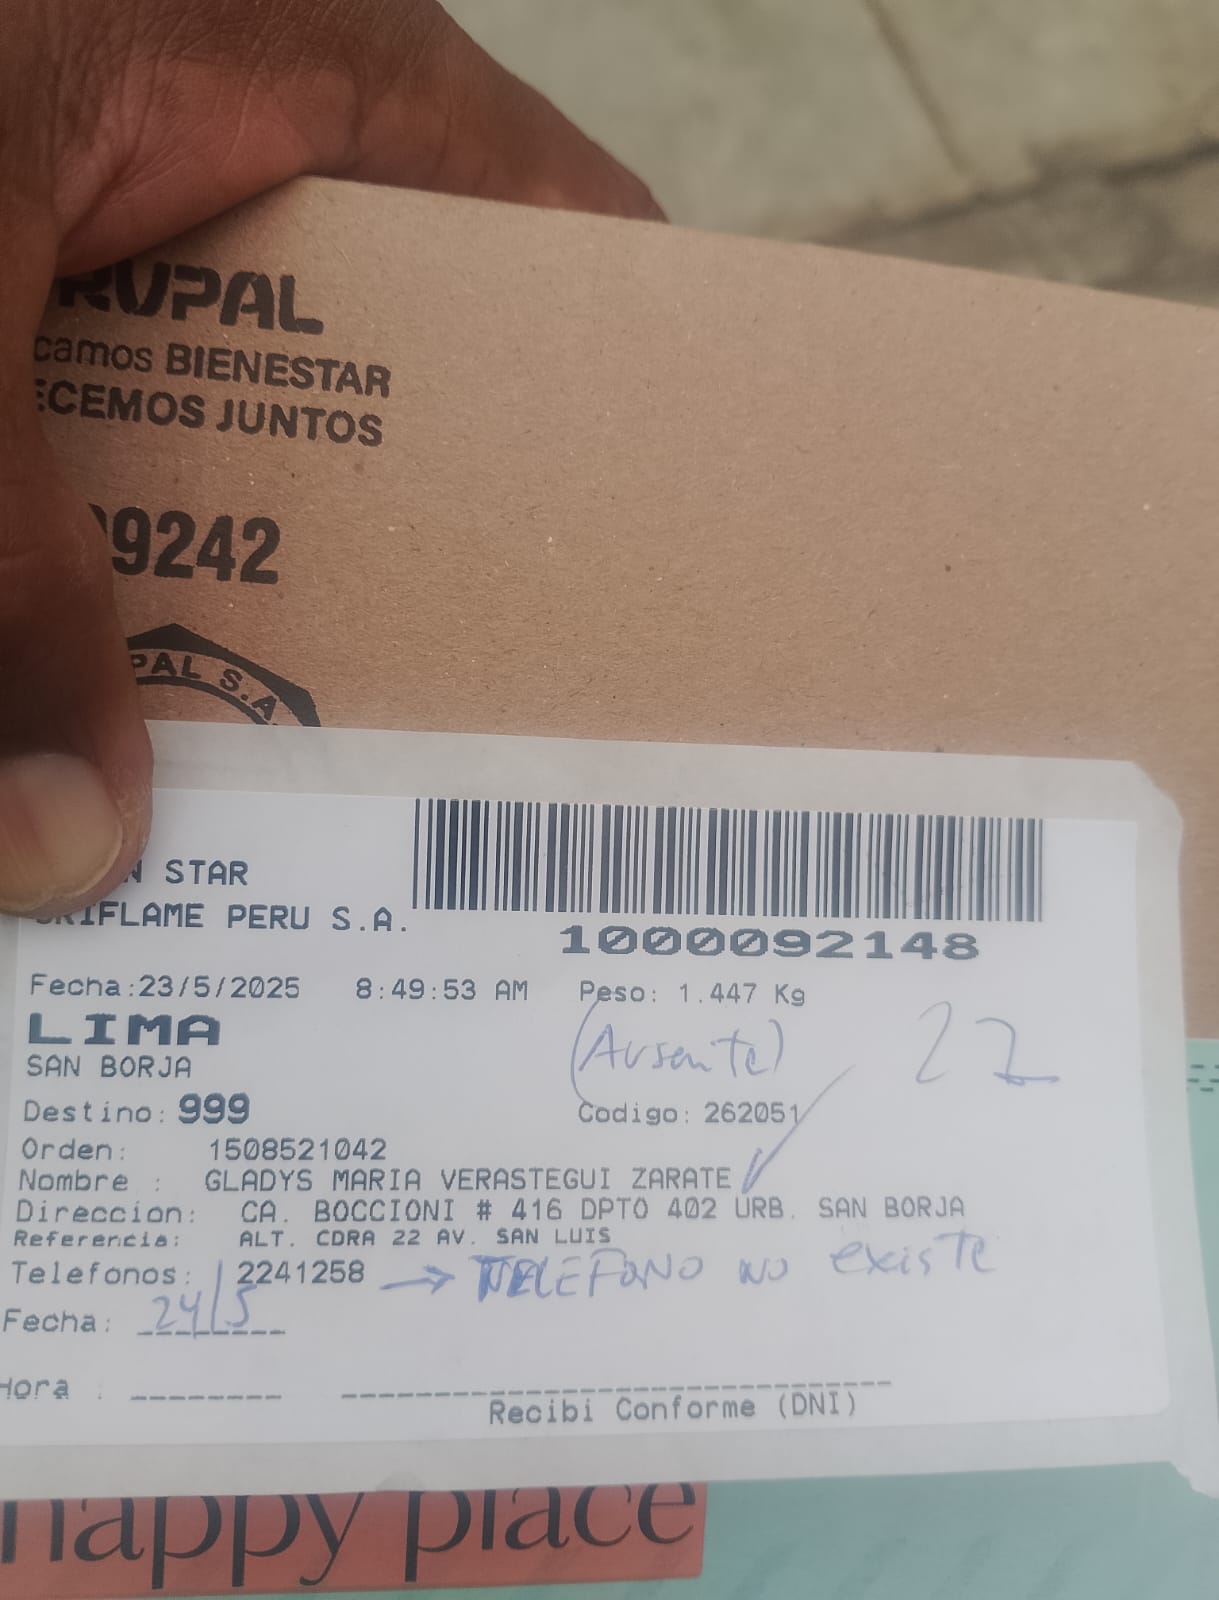 RUPAL
camos BIENESTAR
ECEMOS JUNTOS
9242
PAL S.A.
STAR
ORIFLAME PERU S.A.
1000092148
Fecha:23/5/2025 8:49:53 AM Peso: 1.447 Kg
LIMA
(Ausente) 27
SAN BORJA
Destino: 999 Codigo: 262051
Orden: 1508521042
Nombre : GLADYS MARIA VERASTEGUI ZARATE
Direccion: CA. BOCCIONI # 416 DPTO 402 URB. SAN BORJA
Referencia: ALT. CDRA 22 AV. SAN LUIS
Telefonos: 2241258 → TELEFONO NO existe
Fecha: 24/5
Hora :
Recibi Conforme (DNI)
happy place